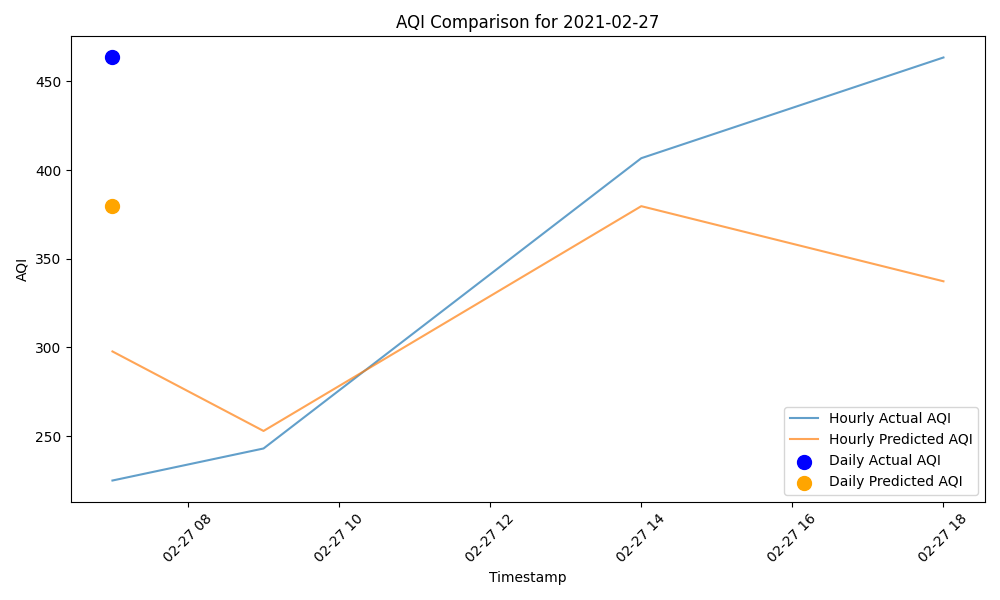 AQI Comparison for 2021-02-27
AQI
450
400
350
300
250
Hourly Actual AQI
Hourly Predicted AQI
Daily Actual AQI
Daily Predicted AQI
02-27 08
02-27 10
02-27 12
02-27 14
02-27 16
02-27 18
Timestamp